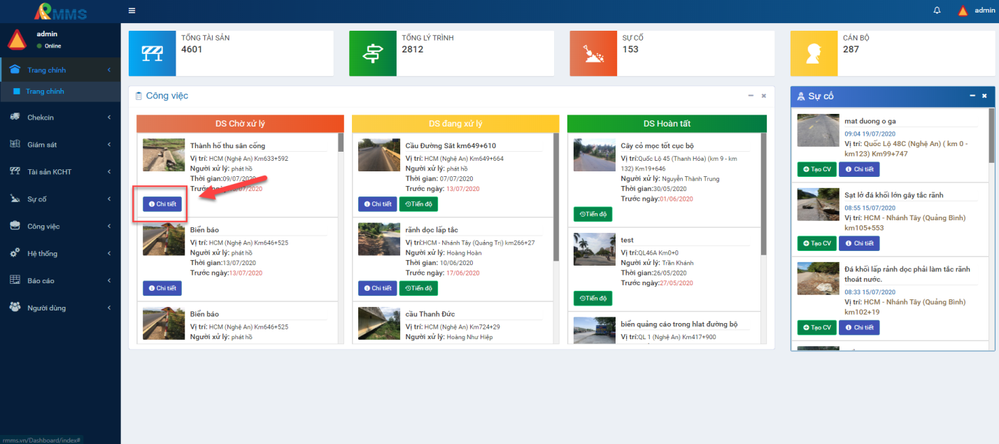 RMMS
admin
admin
Online
Trang chính
Trang chính
Chekcin
Giám sát
Tài sản KCHT
Sự cố
Công việc
Hệ thống
Báo cáo
Người dùng
rmms.vn/Dashboard/index#
TỔNG TÀI SẢN
4601
TỔNG LÝ TRÌNH
2812
SỰ CỐ
153
CÁN BỘ
287
Công việc
DS Chờ xử lý
Thành hố thu sân cống
Vị trí: HCM (Nghệ An) Km633+592
Người xử lý: phát hồ
Thời gian:09/07/2020
/07/2020
Chi tiết
Biển báo
Vị trí: HCM (Nghệ An) Km646+525
Người xử lý: phát hồ
Thời gian:13/07/2020
Trước ngày:13/07/2020
Chi tiết
Biển báo
Vị trí: HCM (Nghệ An) Km646+525
Người xử lý: phát hồ
DS đang xử lý
Cầu Đường Sắt km649+610
Vị trí: HCM (Nghệ An) Km649+664
Người xử lý: phát hồ
Thời gian: 07/07/2020
Trước ngày: 13/07/2020
Chi tiết Tiến độ
rãnh dọc lấp tắc
Vị trí:HCM - Nhánh Tây (Quảng Trị) km266+27
Người xử lý: Hoàng Hoàn
Thời gian: 10/06/2020
Trước ngày: 17/06/2020
Chi tiết Tiến độ
cầu Thanh Đức
Vị trí: HCM (Nghệ An) Km724+29
Người xử lý: Hoàng Như Hiệp
DS Hoàn tất
Cây cỏ mọc tốt cục bộ
Vị trí:Quốc Lộ 45 (Thanh Hóa) (km 9 - km
132) Km19+646
Người xử lý: Nguyễn Thành Trung
Thời gian:30/05/2020
Trước ngày:01/06/2020
Tiến độ
test
Vị trí:QL46A Km0+0
Người xử lý: Trần Khánh
Thời gian:26/05/2020
Trước ngày:27/05/2020
Tiến độ
biển quảng cáo trong hlat đường bộ
Vị trí:QL 1 (Nghệ An) Km417+900
Sự cố
mat duong o ga
09:04 19/07/2020
Vị trí: Quốc Lộ 48C (Nghệ An) ( km 0 -
km123) Km99+747
Tạo CV Chi tiết
Sạt lở đá khối lớn gây tắc rãnh
08:55 15/07/2020
Vị trí: HCM - Nhánh Tây (Quảng Bình)
km105+553
Tạo CV Chi tiết
Đá khối lấp rảnh dọc phải làm tắc rãnh
thoát nước.
08:33 15/07/2020
Vị trí: HCM - Nhánh Tây (Quảng Bình)
km102+19
Tạo CV Chi tiết